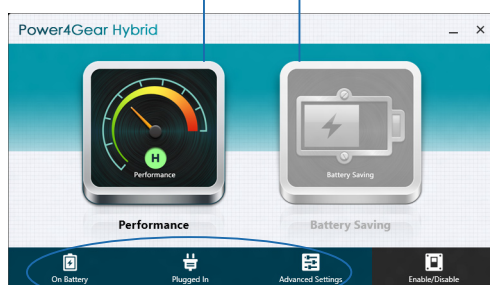 Power4Gear Hybrid
H
Performance
Battery Saving
Performance
Battery Saving
On Battery
Plugged In
Advanced Settings
Enable/Disable